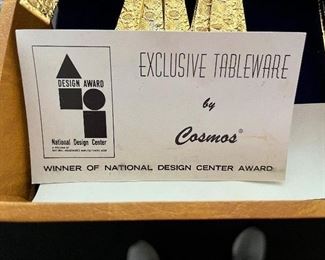 DESIGN AWARD
National Design Center
EXCLUSIVE TABLEWARE
by
Cosmos®
WINNER OF NATIONAL DESIGN CENTER AWARD